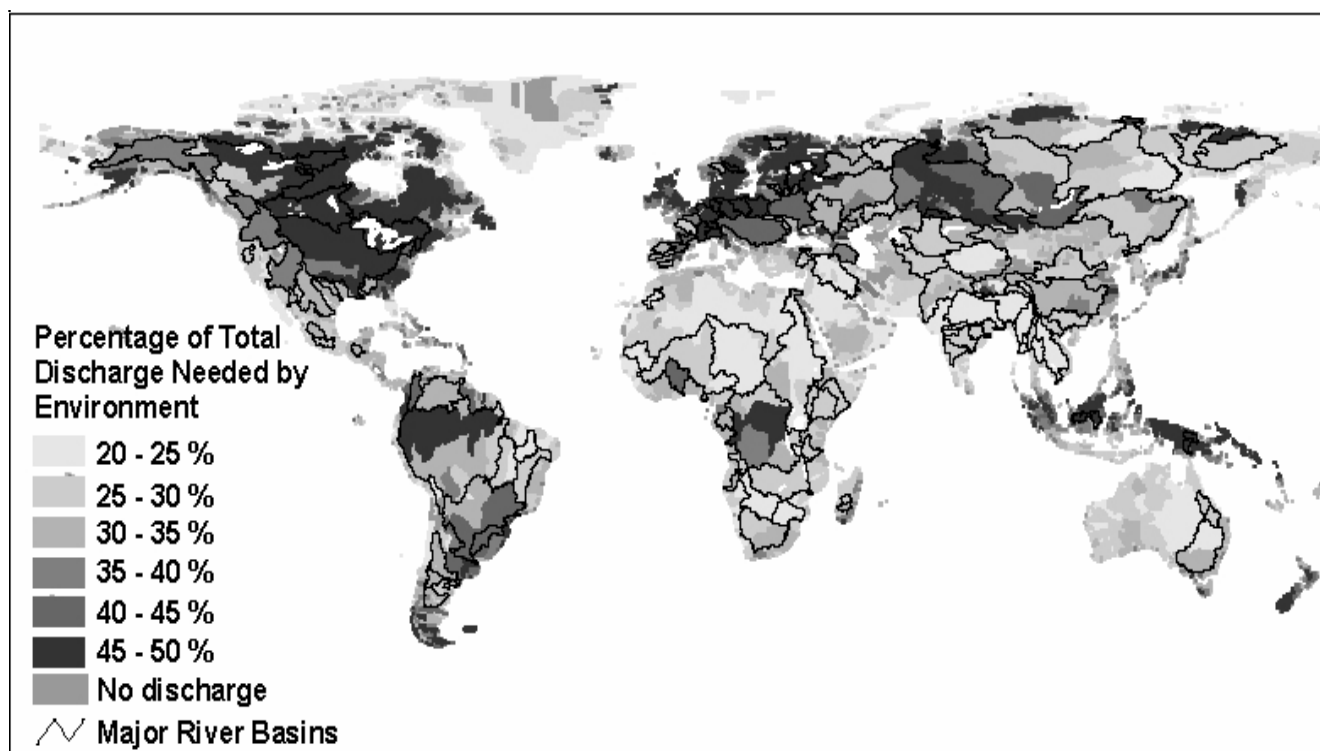 Percentage of Total
Discharge Needed by
Environment
20 - 25 %
25 - 30 %
30 - 35 %
35 - 40 %
40 - 45 %
45 - 50 %
No discharge
Major River Basins